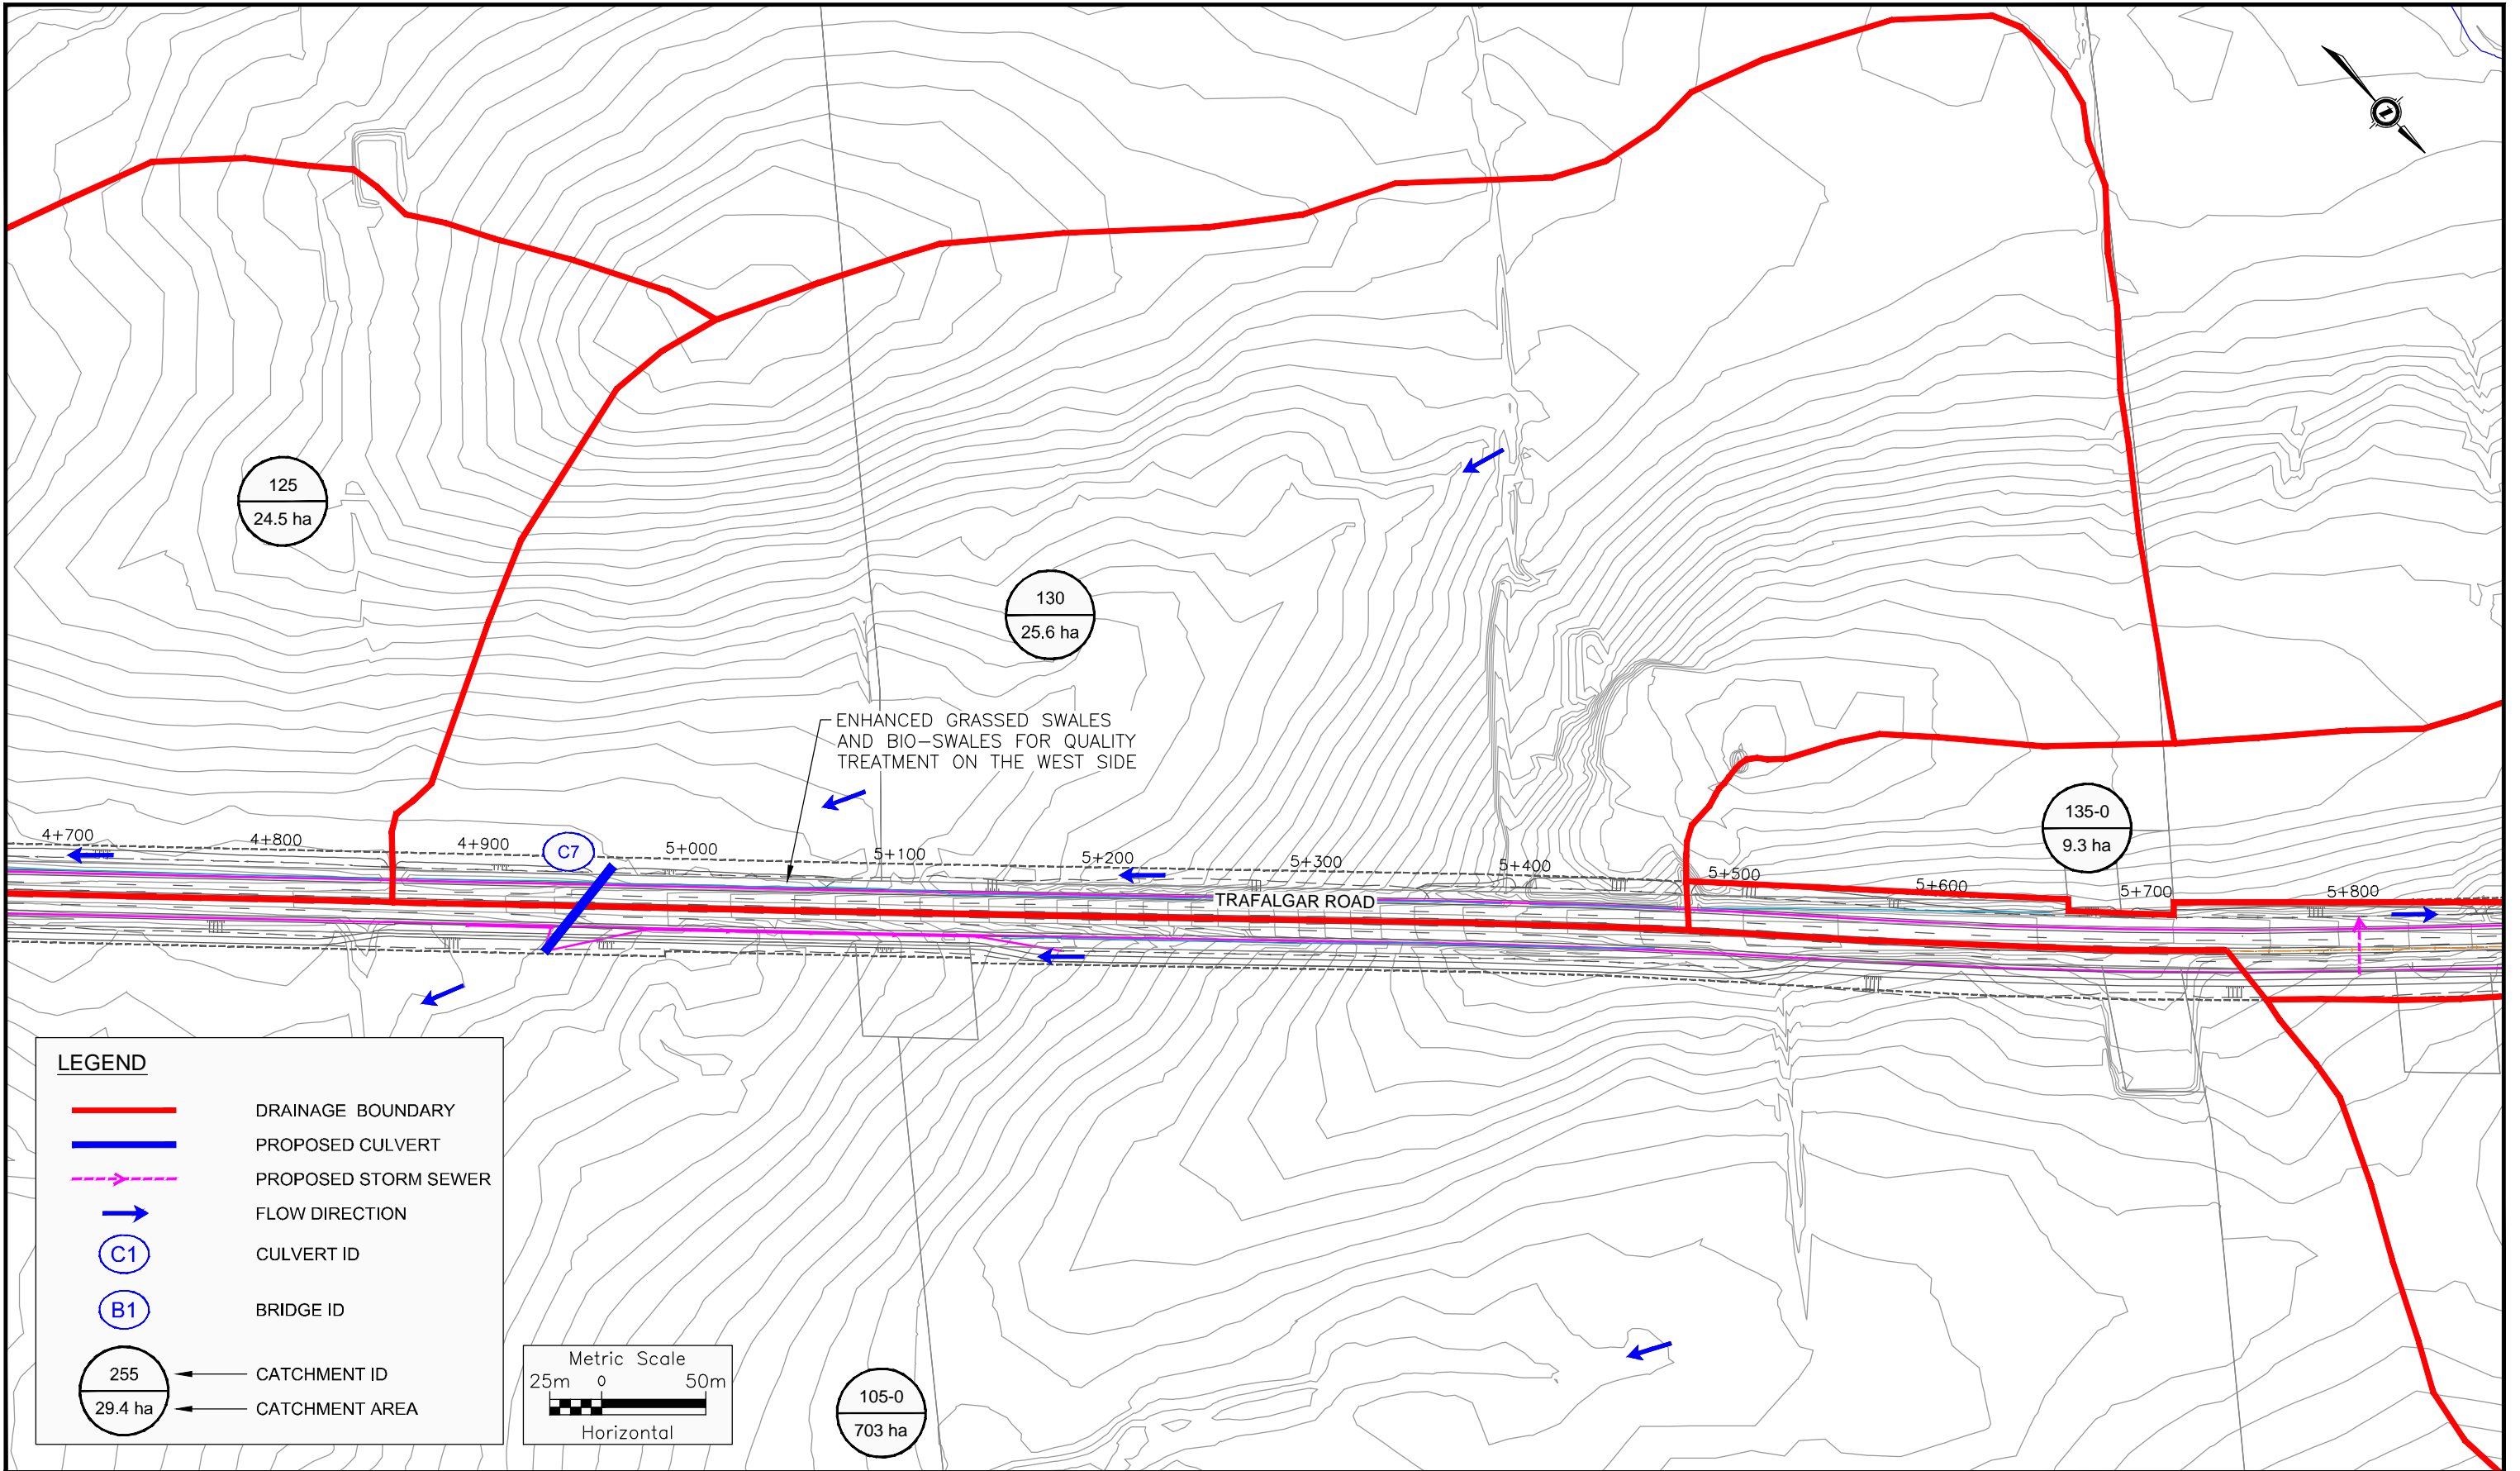 125
24.5 ha
130
25.6 ha
ENHANCED GRASSED SWALES
AND BIO-SWALES FOR QUALITY
TREATMENT ON THE WEST SIDE
135-0
9.3 ha
4+700
4+800
4+900
C7
5+000
5+100
5+200
5+300
5+400
5+500
5+600
5+700
5+800
TRAFALGAR ROAD
LEGEND
DRAINAGE BOUNDARY
PROPOSED CULVERT
PROPOSED STORM SEWER
FLOW DIRECTION
C1
CULVERT ID
B1
BRIDGE ID
255
29.4 ha
CATCHMENT ID
CATCHMENT AREA
Metric Scale
25m 0 50m
Horizontal
105-0
703 ha
Z